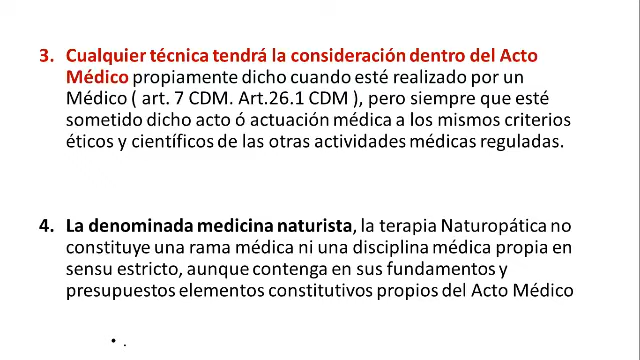 3. Cualquier técnica tendrá la consideración dentro del Acto
Médico propiamente dicho cuando esté realizado por un
Médico ( art. 7 CDM. Art.26.1 CDM ), pero siempre que esté
sometido dicho acto ó actuación médica a los mismos criterios
éticos y científicos de las otras actividades médicas reguladas.
4. La denominada medicina naturista, la terapia Naturopática no
constituye una rama médica ni una disciplina médica propia en
sensu estricto, aunque contenga en sus fundamentos y
presupuestos elementos constitutivos propios del Acto Médico
• .